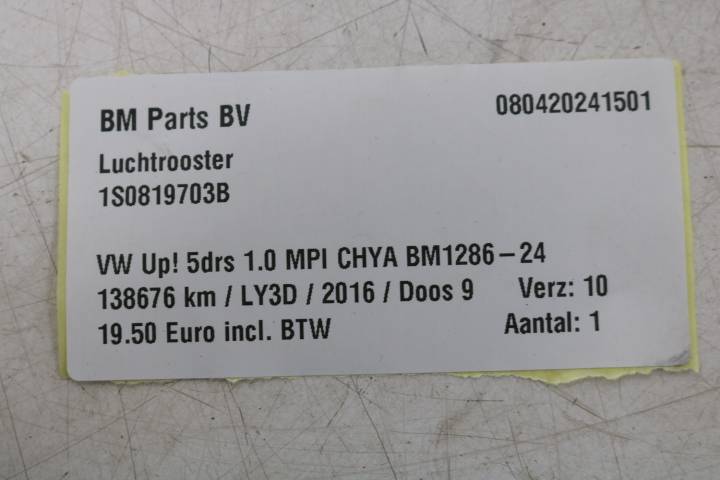 BM Parts BV 080420241501
Luchtrooster
1S0819703B
VW Up! 5drs 1.0 MPI CHYA BM1286-24
138676 km / LY3D / 2016 / Doos 9 Verz: 10
19.50 Euro incl. BTW Aantal: 1